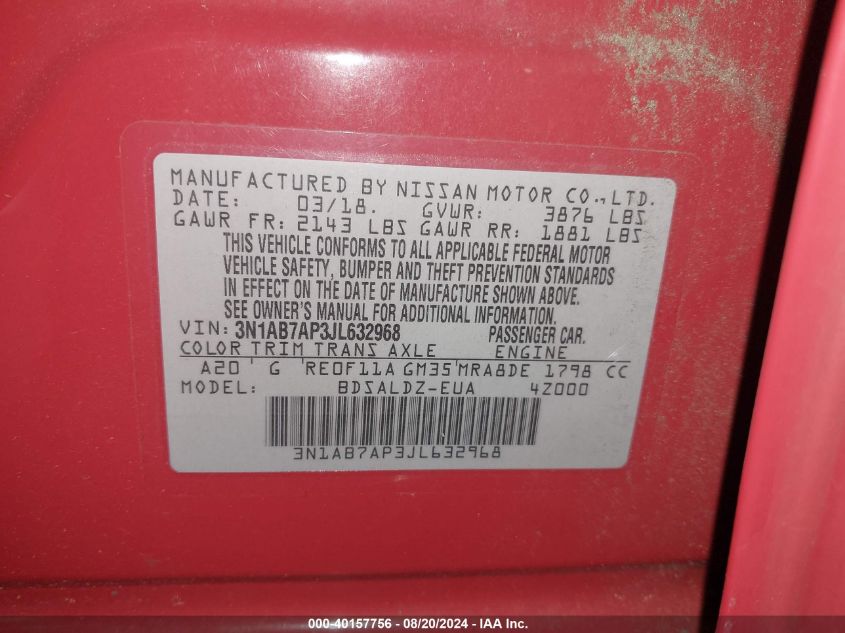 MANUFACTURED BY NISSAN MOTOR CO.,LTD.
DATE: 03/18. GVWR: 3876 LBS
GAWR FR: 2143 LBS GAWR RR: 1881 LBS
THIS VEHICLE CONFORMS TO ALL APPLICABLE FEDERAL MOTOR
VEHICLE SAFETY, BUMPER AND THEFT PREVENTION STANDARDS
IN EFFECT ON THE DATE OF MANUFACTURE SHOWN ABOVE.
SEE OWNER'S MANUAL FOR ADDITIONAL INFORMATION.
VIN: 3N1AB7AP3JL632968 PASSENGER CAR.
COLOR TRIM TRANS AXLE ENGINE
A20 G RE0F11A GM35 MRA8DE 1798 CC
MODEL: BDSALDZ-EUA 4Z000
3N1AB7AP3JL632968
000-40157756 - 08/20/2024 - IAA Inc.